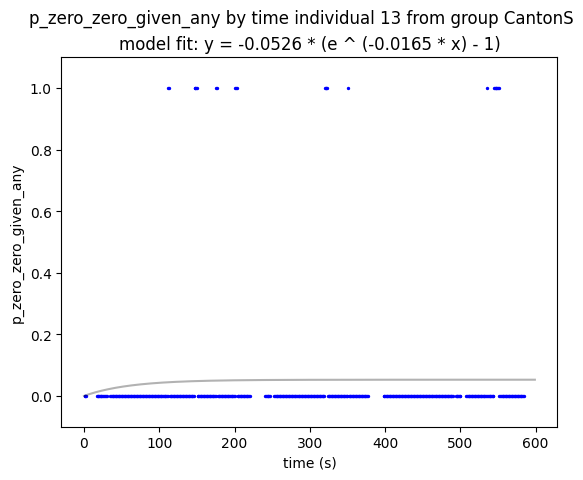 p_zero_zero_given_any by time individual 13 from group CantonS
model fit: y = -0.0526 * (e ^ (-0.0165 * x) - 1)
1.0
0.8
0.6
0.4
0.2
0.0
p_zero_zero_given_any
0 100 200 300 400 500 600
time (s)